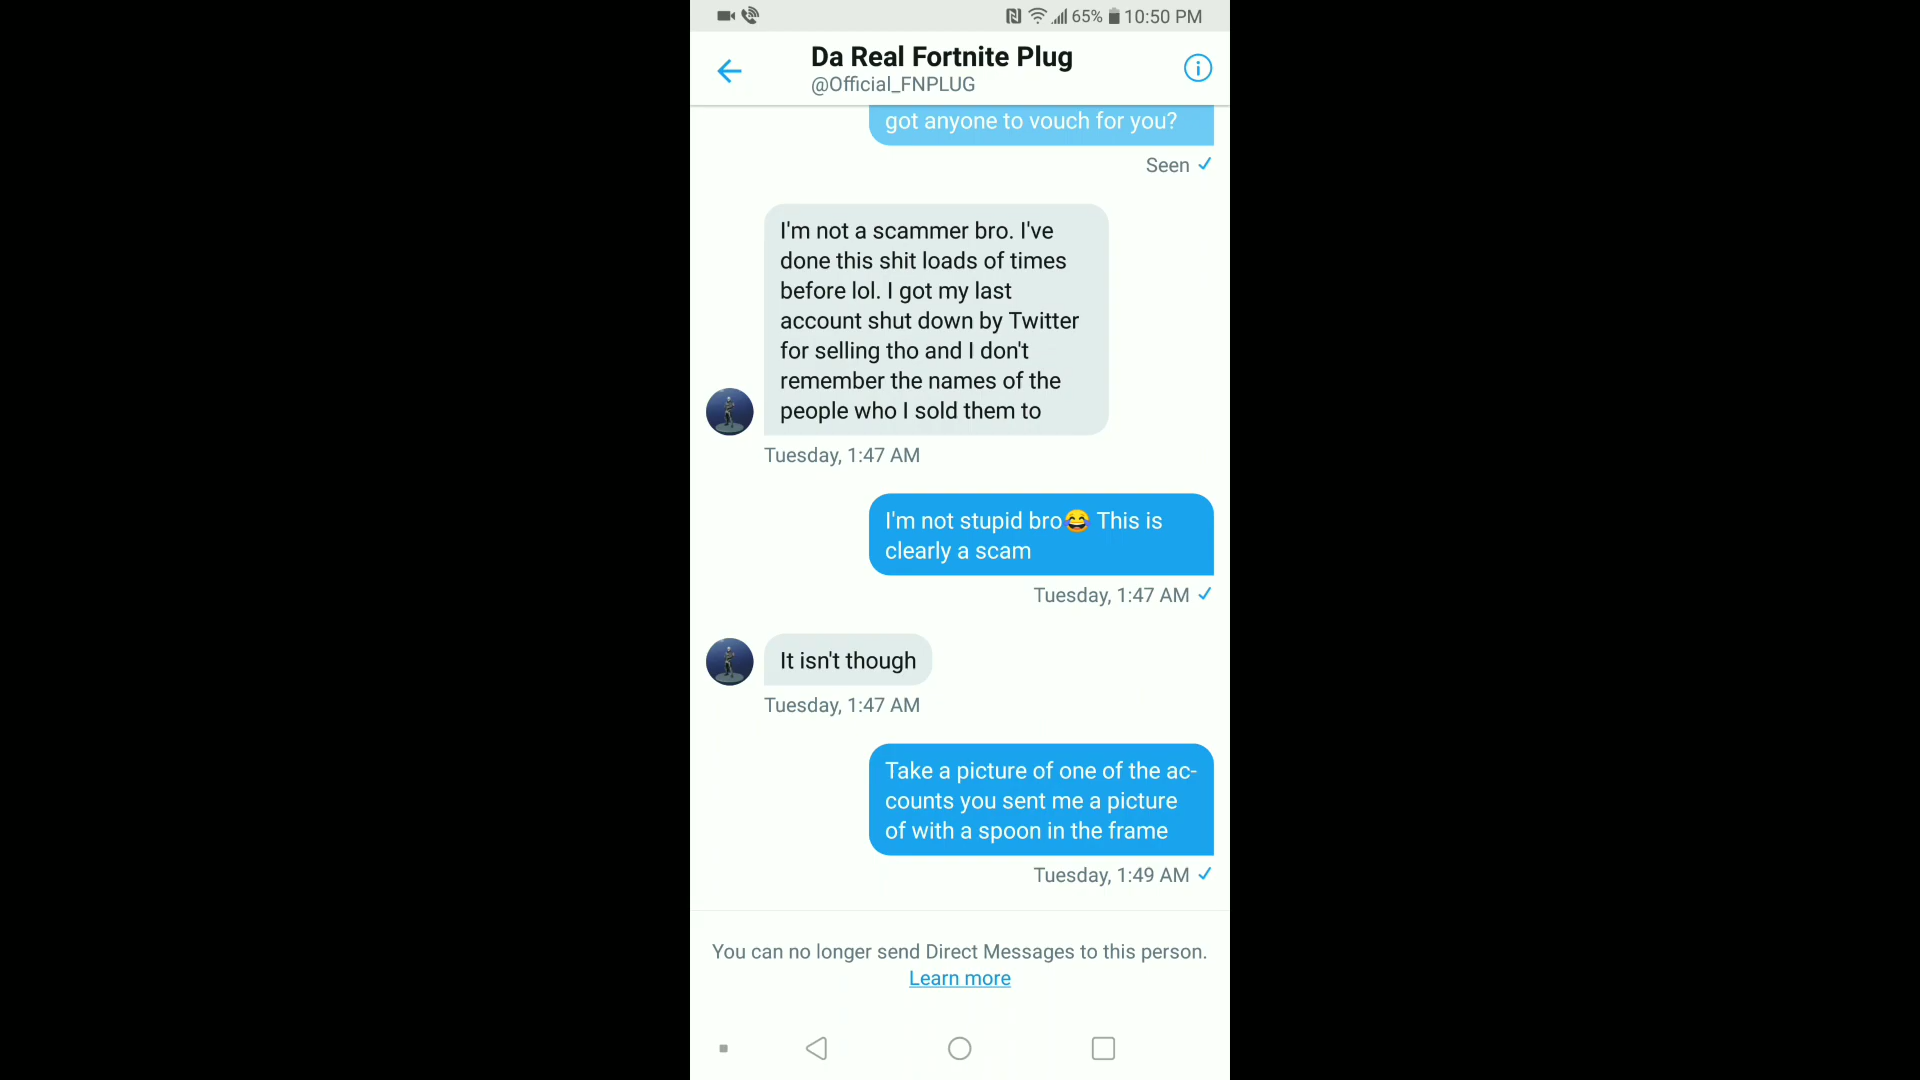 65% 10:50 PM
Da Real Fortnite Plug
@Official_FNPLUG
got anyone to vouch for you?
Seen
I'm not a scammer bro. I've
done this shit loads of times
before lol. I got my last
account shut down by Twitter
for selling tho and I don't
remember the names of the
people who I sold them to
Tuesday, 1:47 AM
I'm not stupid bro😂 This is
clearly a scam
Tuesday, 1:47 AM
It isn't though
Tuesday, 1:47 AM
Take a picture of one of the ac-
counts you sent me a picture
of with a spoon in the frame
Tuesday, 1:49 AM
You can no longer send Direct Messages to this person.
Learn more